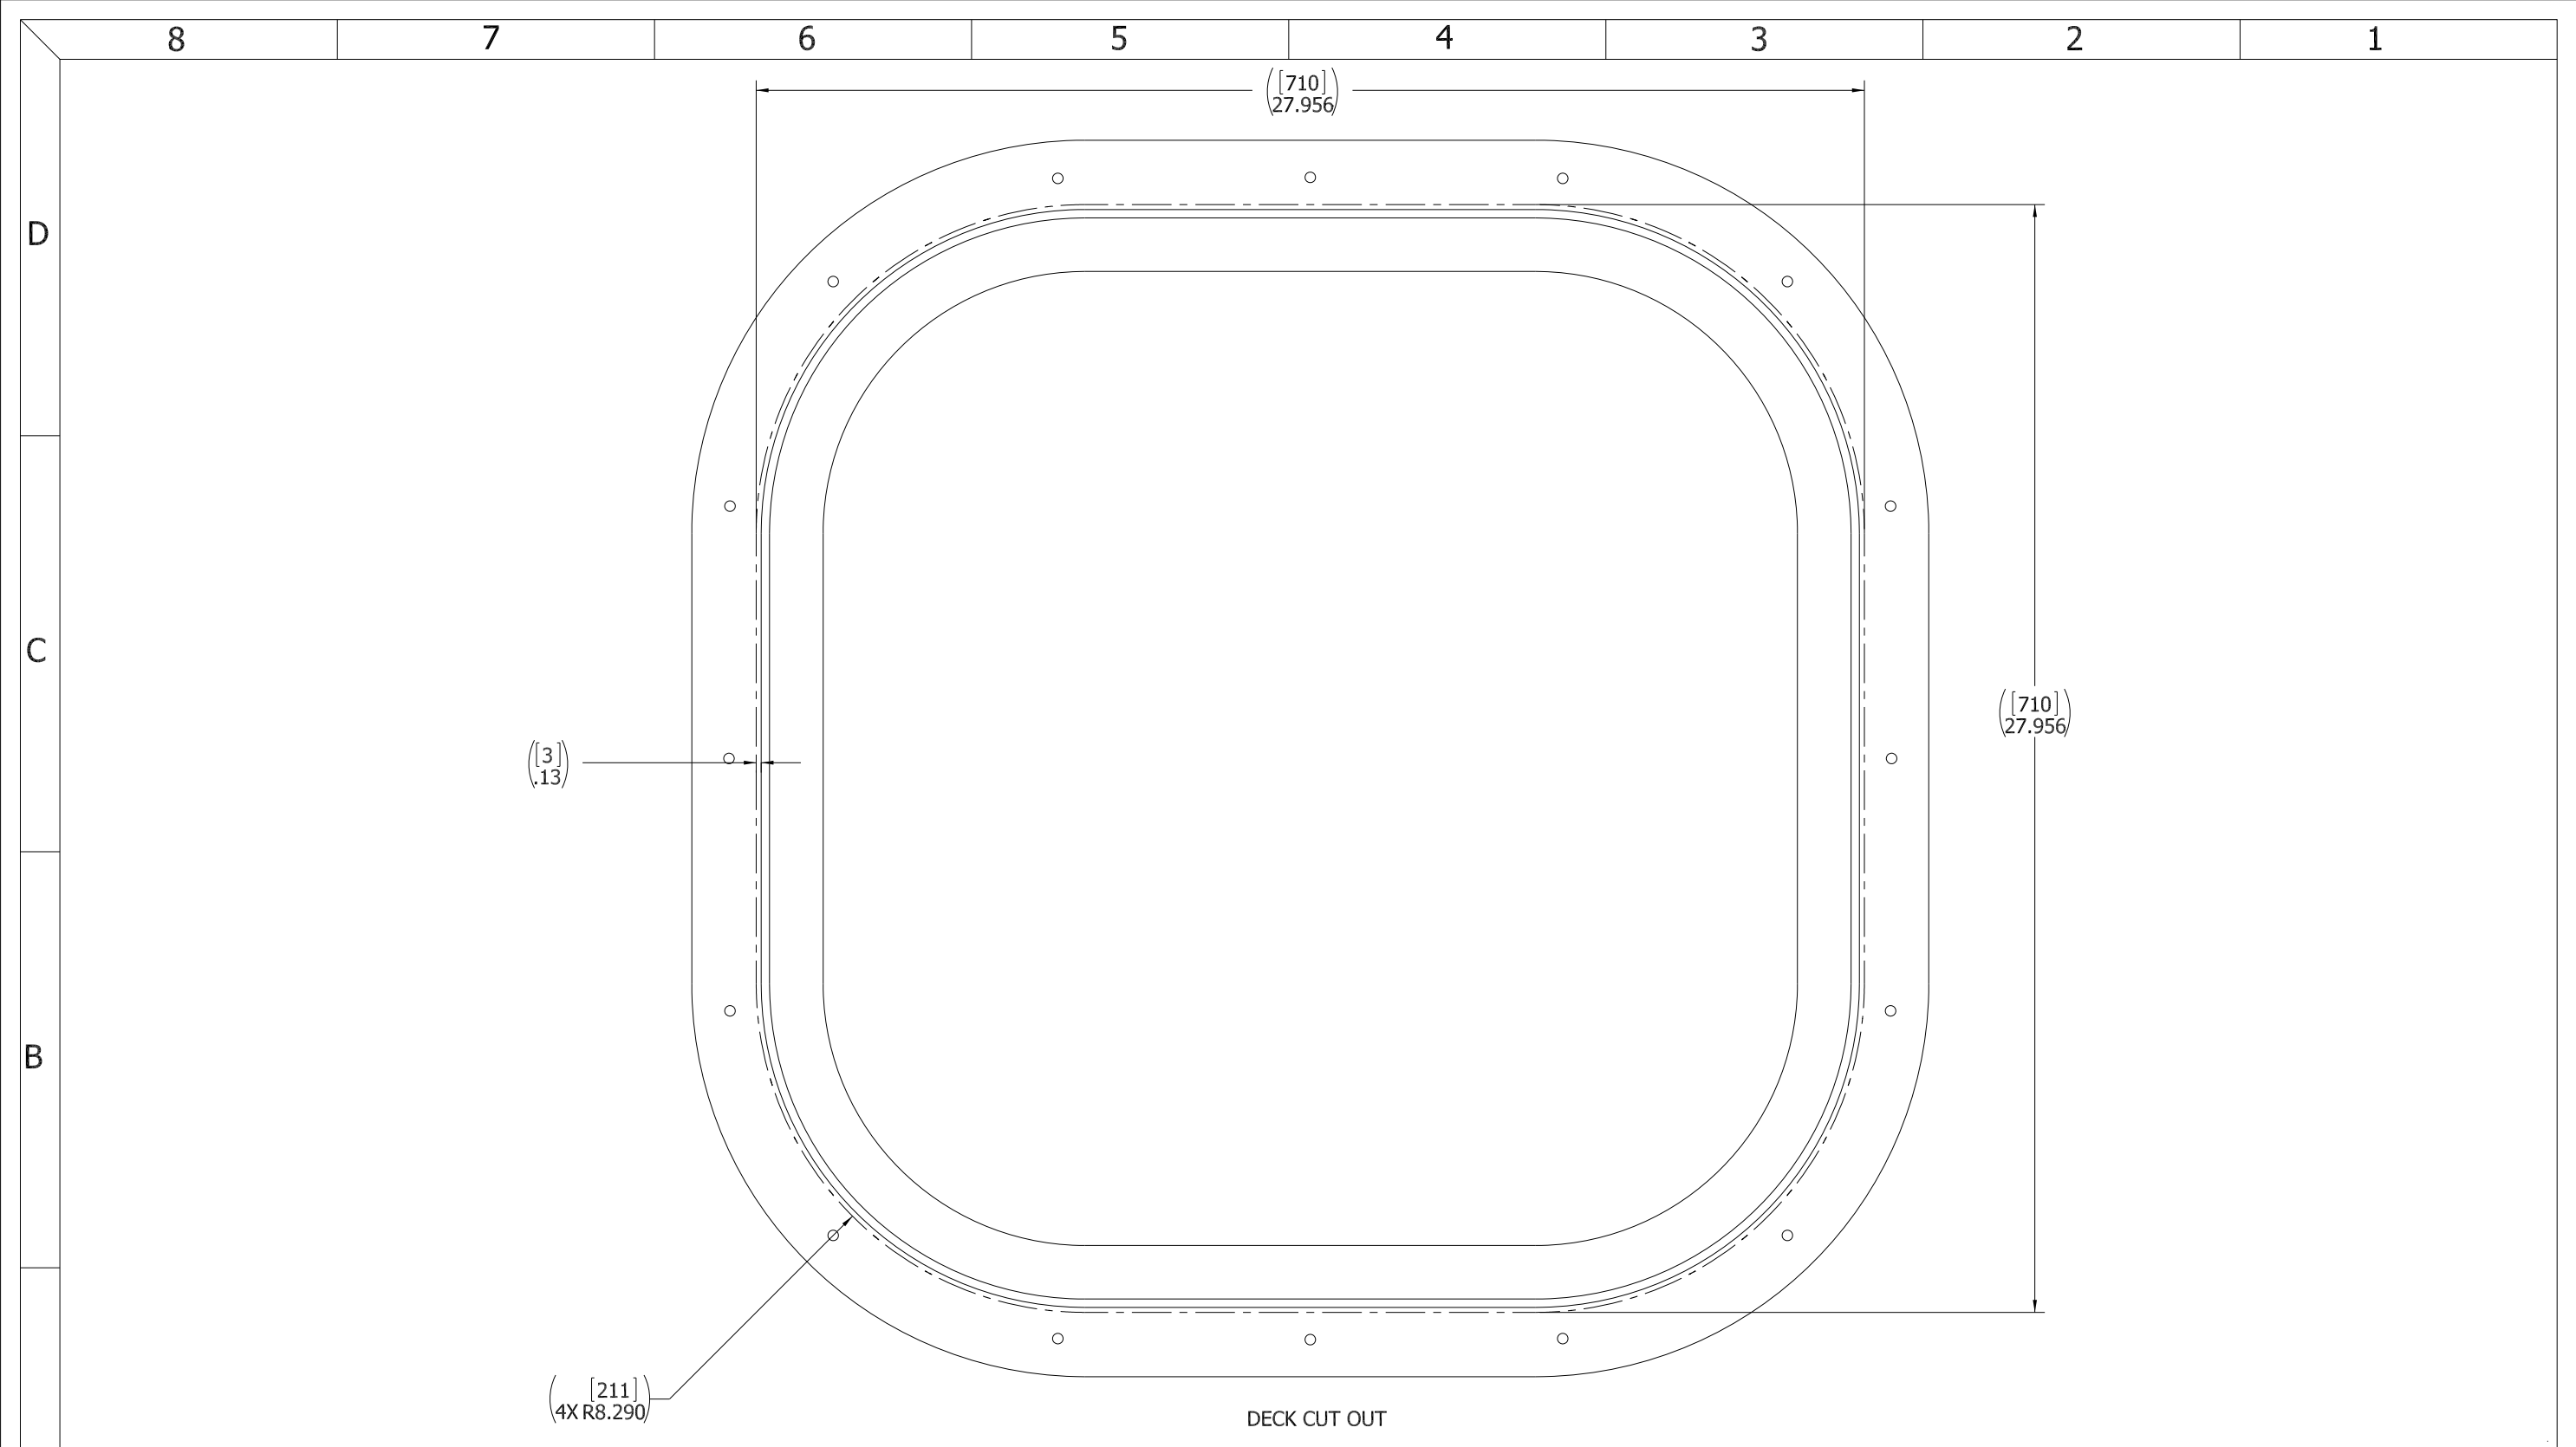 8 7 6 5 4 3 2 1
([710]
27.956)
D
C
([710]
27.956)
([3]
.13)
B
([211]
4X R8.290)
DECK CUT OUT